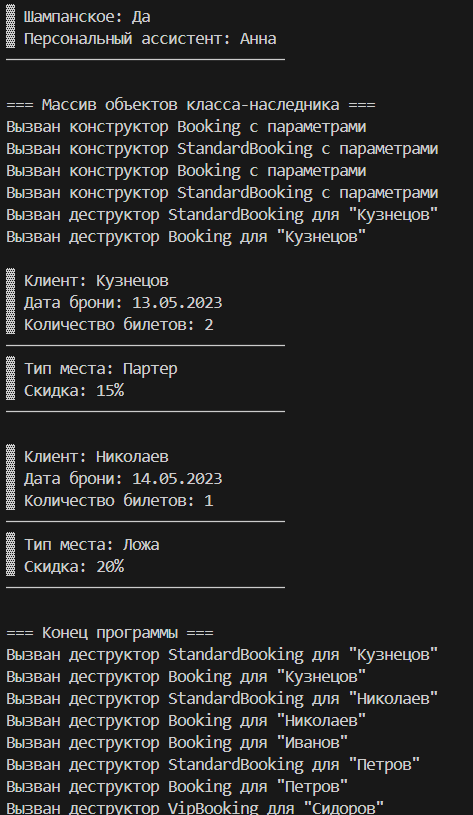 Шампанское: Да
Персональный ассистент: Анна
=== Массив объектов класса-наследника ===
Вызван конструктор Booking с параметрами
Вызван конструктор StandardBooking с параметрами
Вызван конструктор Booking с параметрами
Вызван конструктор StandardBooking с параметрами
Вызван деструктор StandardBooking для "Кузнецов"
Вызван деструктор Booking для "Кузнецов"
Клиент: Кузнецов
Дата брони: 13.05.2023
Количество билетов: 2
Тип места: Партер
Скидка: 15%
Клиент: Николаев
Дата брони: 14.05.2023
Количество билетов: 1
Тип места: Ложа
Скидка: 20%
=== Конец программы ===
Вызван деструктор StandardBooking для "Кузнецов"
Вызван деструктор Booking для "Кузнецов"
Вызван деструктор StandardBooking для "Николаев"
Вызван деструктор Booking для "Николаев"
Вызван деструктор Booking для "Иванов"
Вызван деструктор StandardBooking для "Петров"
Вызван деструктор Booking для "Петров"
Вызван деструктор VipBooking для "Сидоров"